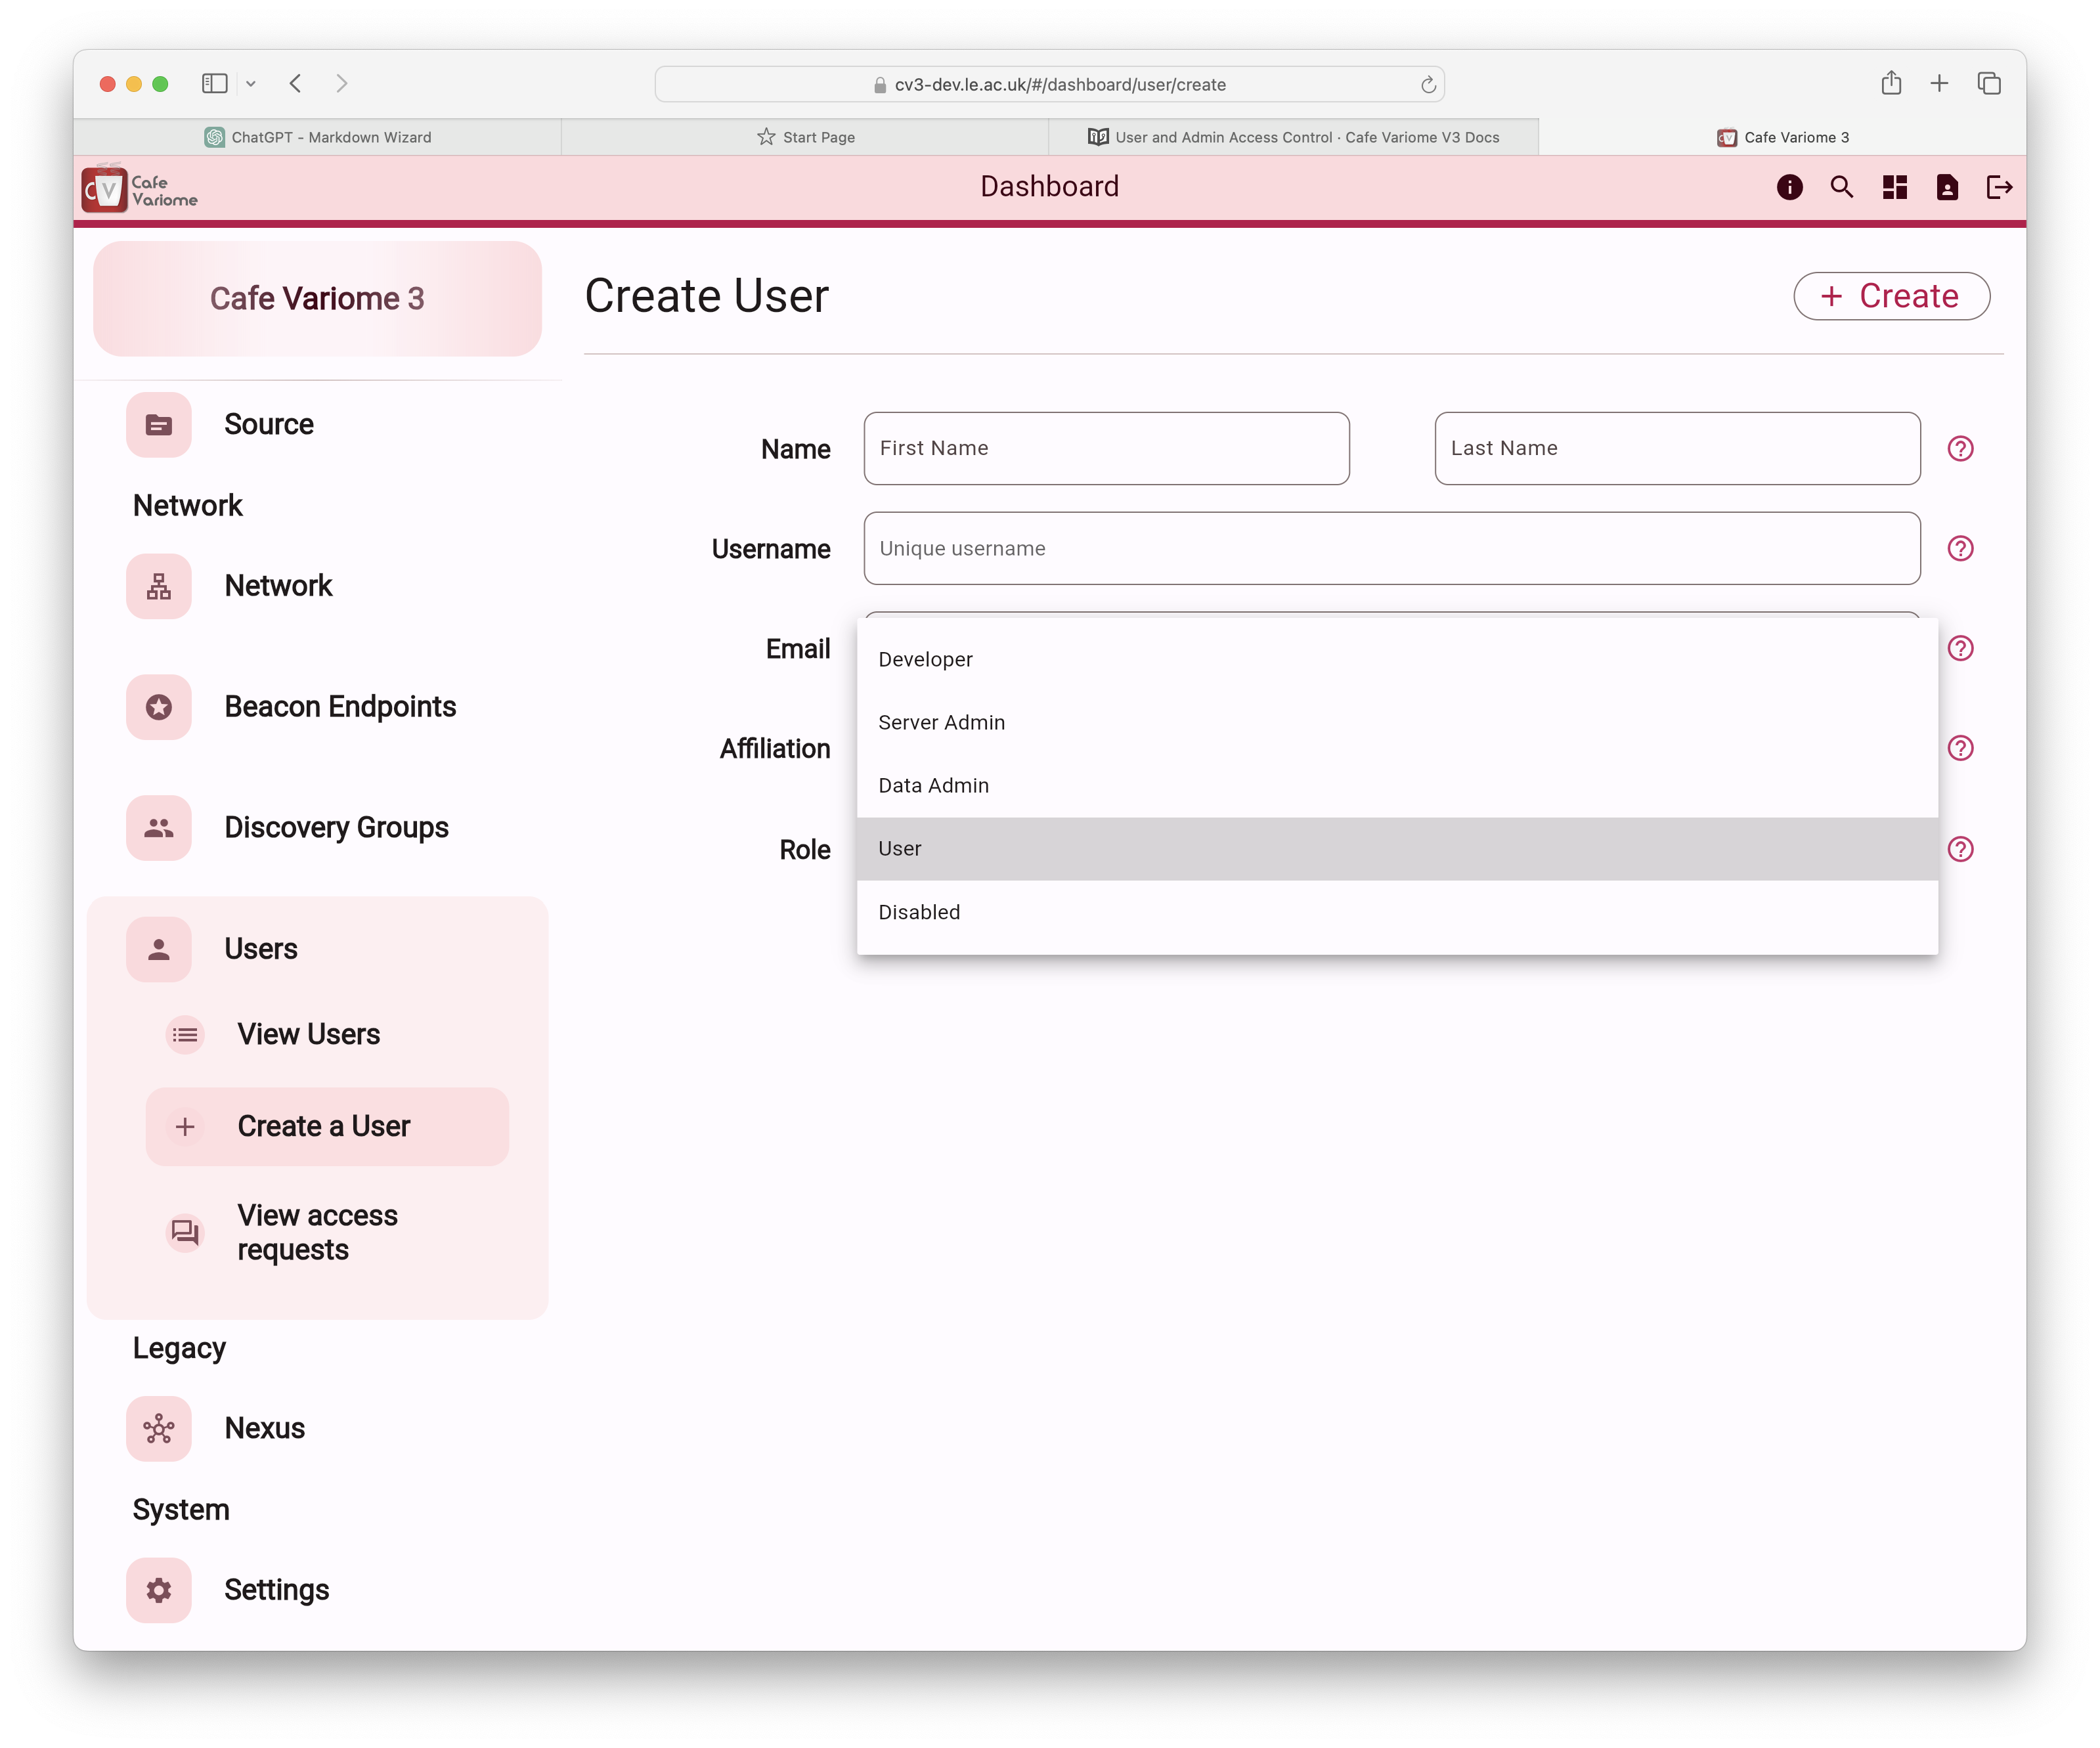 cv3-dev.le.ac.uk/#/dashboard/user/create
ChatGPT - Markdown Wizard
Start Page
User and Admin Access Control · Cafe Variome V3 Docs
Cafe Variome 3
CV
Cafe
Variome
Dashboard
Cafe Variome 3
Source
Network
Network
Beacon Endpoints
Discovery Groups
Users
View Users
Create a User
View access
requests
Legacy
Nexus
System
Settings
Create User
+ Create
Name
First Name
Last Name
Username
Unique username
Email
Affiliation
Role
Developer
Server Admin
Data Admin
User
Disabled